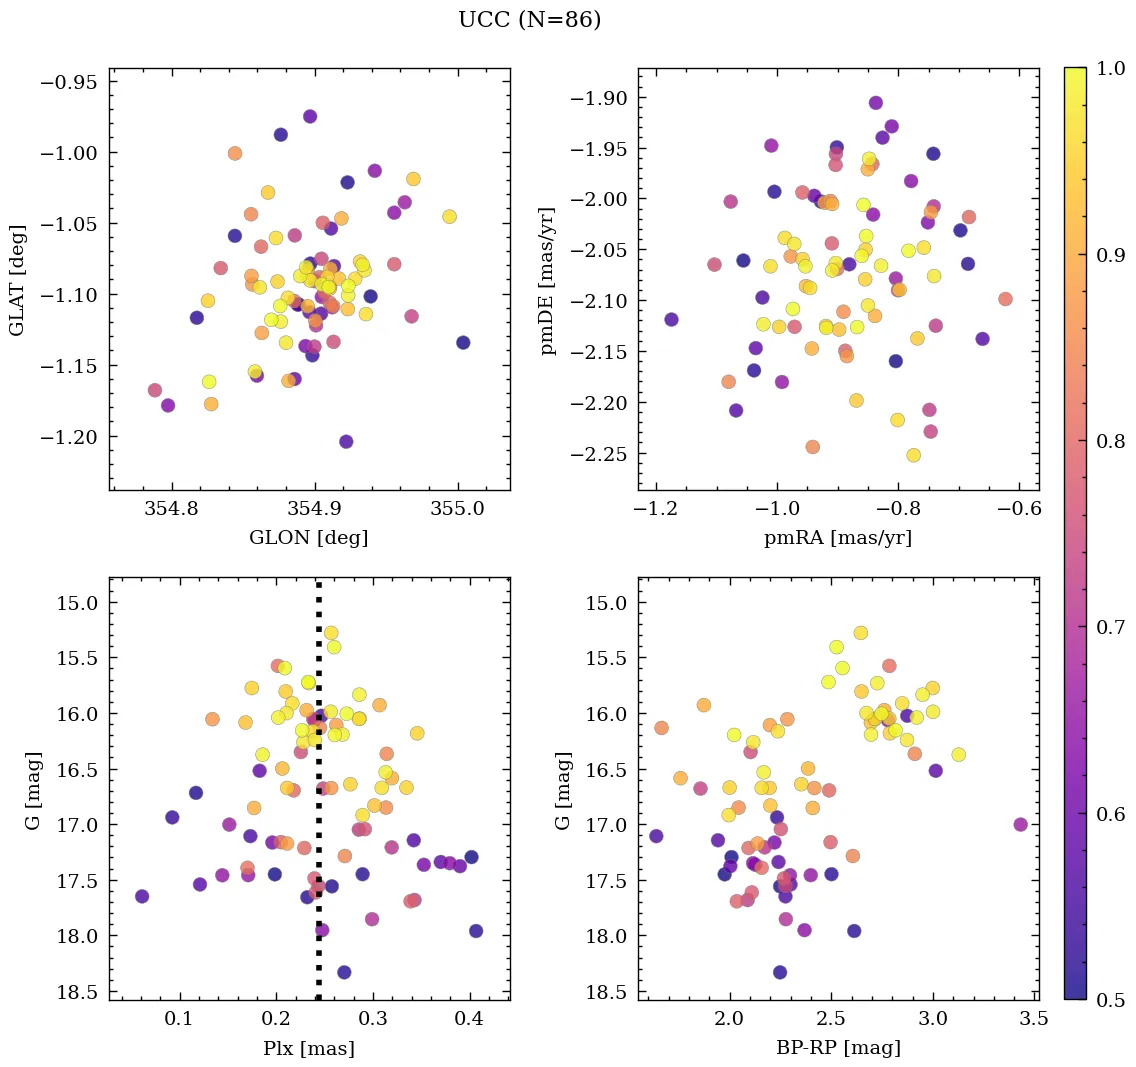 UCC (N=86)
−0.95
−1.00
−1.05
−1.10
−1.15
−1.20
GLAT [deg]
354.8 354.9 355.0
GLON [deg]
−1.90
−1.95
−2.00
−2.05
−2.10
−2.15
−2.20
−2.25
pmDE [mas/yr]
−1.2 −1.0 −0.8 −0.6
pmRA [mas/yr]
15.0
15.5
16.0
16.5
17.0
17.5
18.0
18.5
G [mag]
0.1 0.2 0.3 0.4
Plx [mas]
15.0
15.5
16.0
16.5
17.0
17.5
18.0
18.5
G [mag]
2.0 2.5 3.0 3.5
BP-RP [mag]
1.0
0.9
0.8
0.7
0.6
0.5